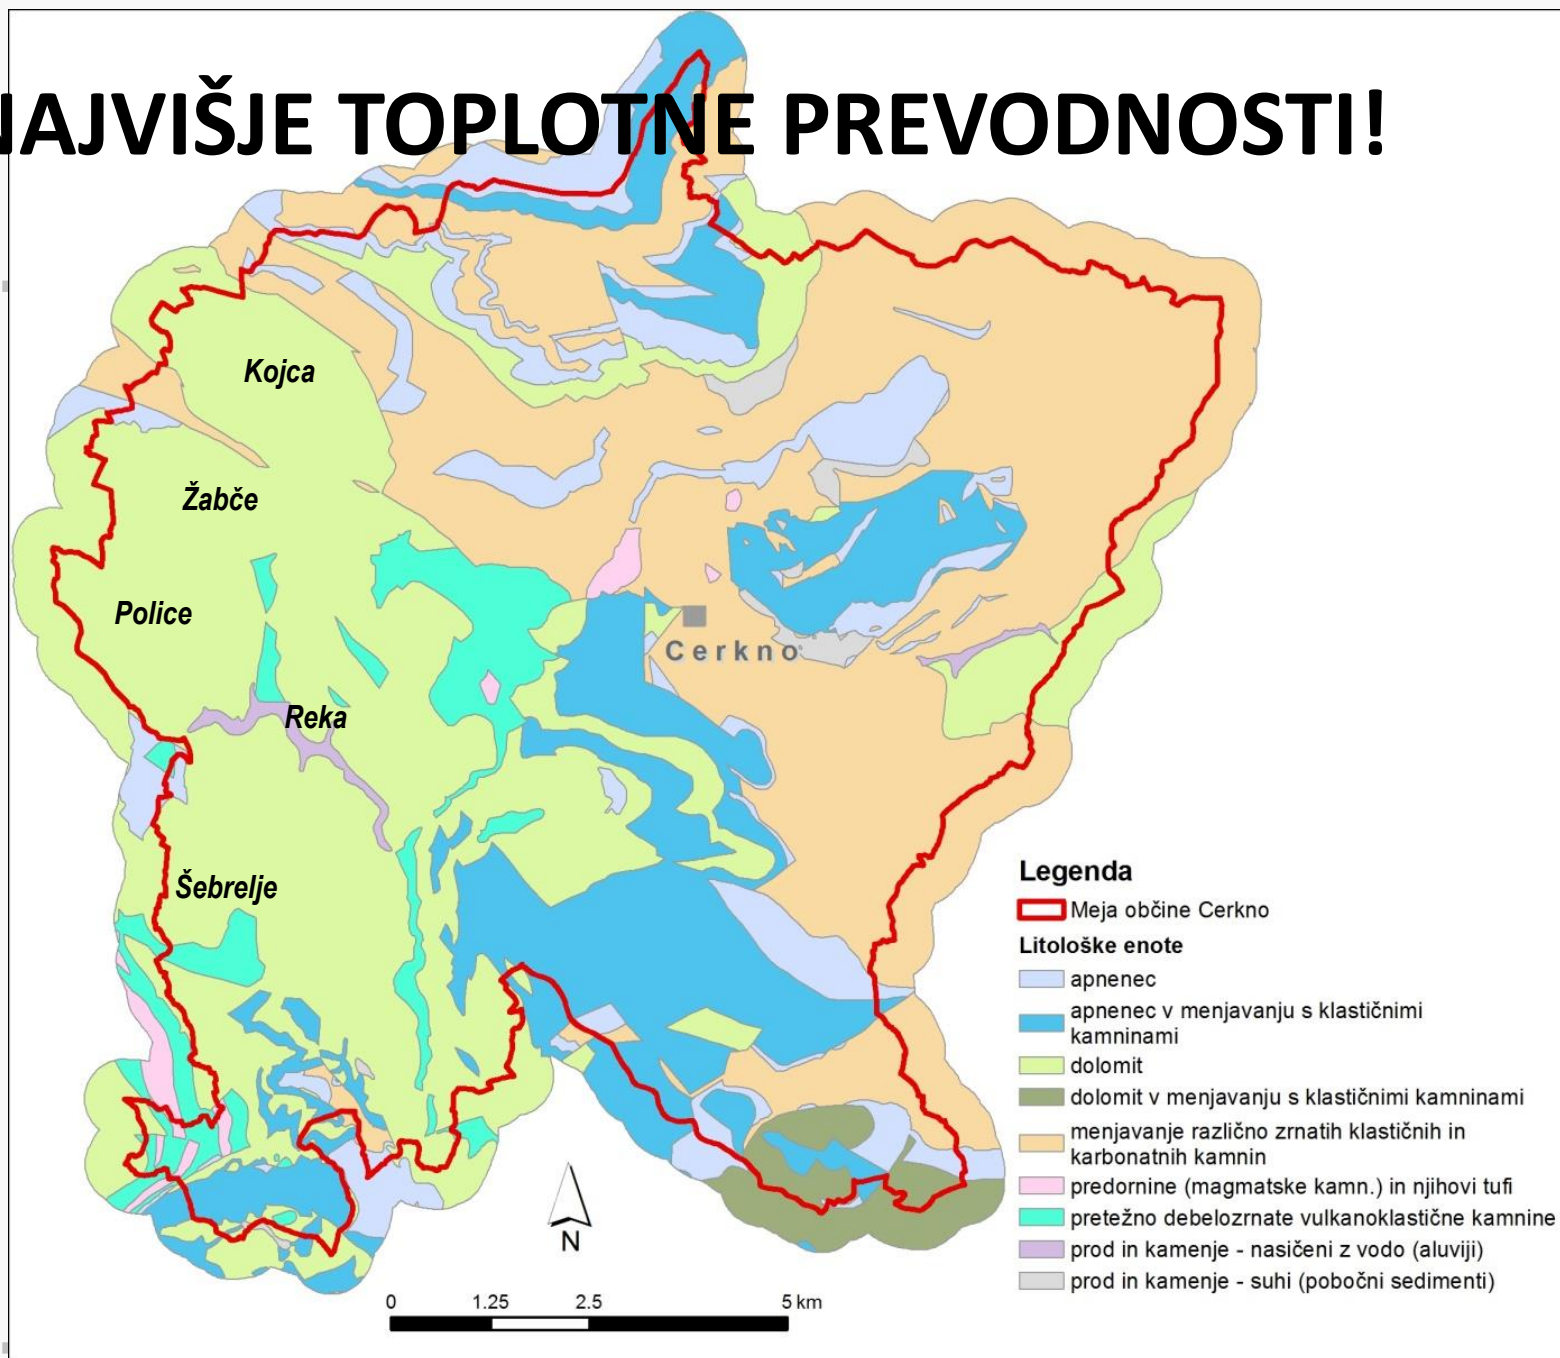 NAJVIŠJE TOPLOTNE PREVODNOSTI!
Kojca
Žabče
Police
Cerkno
Reka
Šebrelje
Legenda
Meja občine Cerkno
Litološke enote
apnenec
apnenec v menjavanju s klastičnimi
kamninami
dolomit
dolomit v menjavanju s klastičnimi kamninami
menjavanje različno zrnatih klastičnih in
karbonatnih kamnin
predornine (magmatske kamn.) in njihovi tufi
pretežno debelozrnate vulkanoklastične kamnine
prod in kamenje - nasičeni z vodo (aluviji)
prod in kamenje - suhi (pobočni sedimenti)
N
0 1.25 2.5 5 km